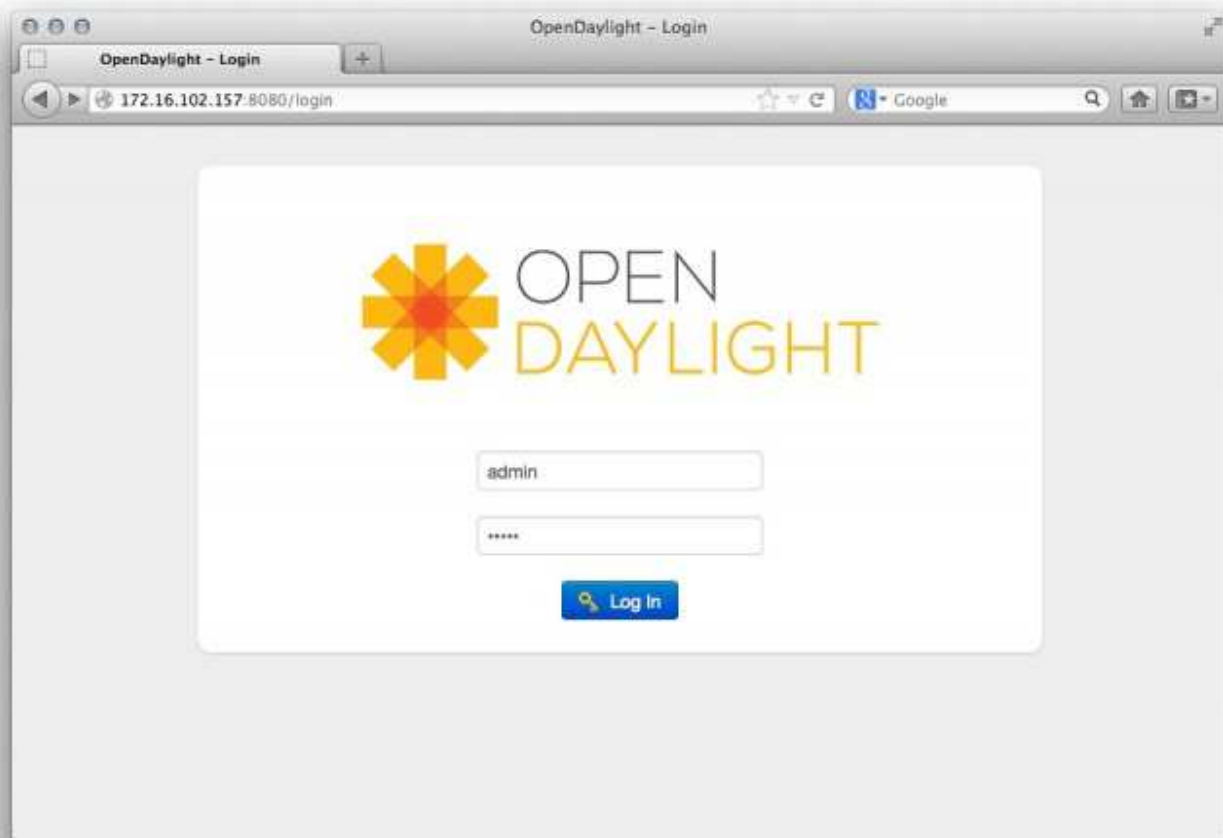 OpenDaylight - Login
OpenDaylight - Login
172.16.102.157:8080/login
Google
OPEN
DAYLIGHT
admin
•••••
Log In